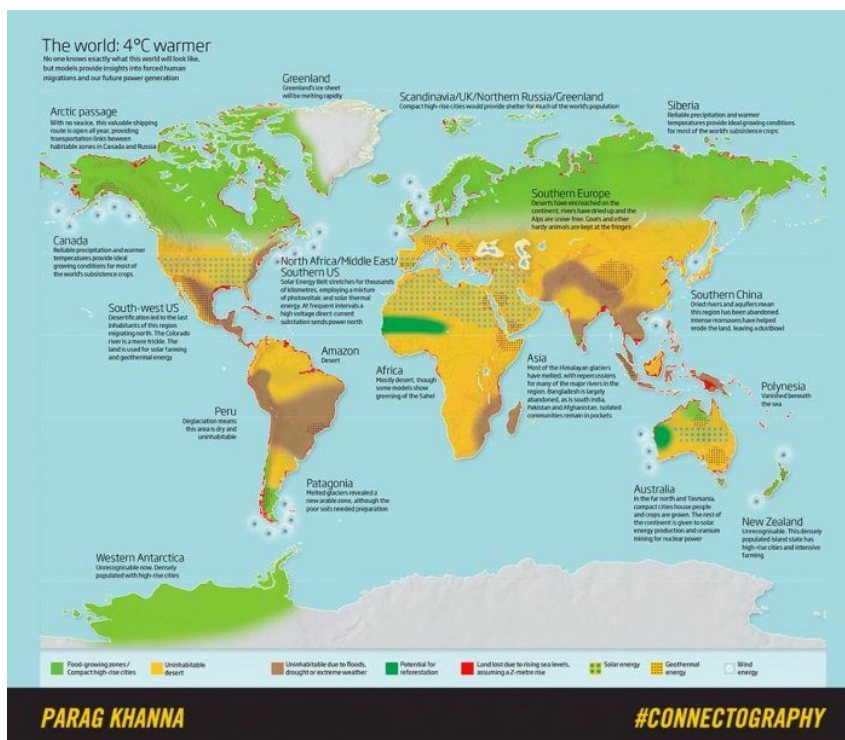 The world: 4°C warmer
No one knows exactly what this world will look like,
but models provide insights into forced human
migrations and our future power generation
Greenland
Greenland's ice sheet
will be melting rapidly
Scandinavia/UK/Northern Russia/Greenland
Compact high-rise cities would provide shelter for much of the world's population
Siberia
Reliable precipitation and warmer
temperatures provide ideal growing conditions
for most of the world's subsistence crops
Arctic passage
With no sea ice, this valuable shipping
route is open all year, providing
transportation links beween
habitable zones in Canada and Russia
Southern Europe
Deserts have encroached on the
continent, rivers have dried up and the
Alps are snow-free. Goats and other
hardy animals are kept at the fringes
Canada
Reliable precipitation and warmer
temperatures provide ideal
growing conditions for most of
the world's subsistence crops
North Africa/Middle East/
Southern US
Solar Energy Belt stretches for thousands
of kilometres, employing a mixture
of photovoltaic and solar thermal
energy. At frequent intervals a
high voltage direct-current
substation sends power north
South-west US
Desertification led to the last
inhabitants of this region
migrating north. The Colorado
river is a mere trickle. The
land is used for solar farming
and geothermal energy
Southern China
Dried rivers and aquifers mean
this region has been abandoned.
Intense monsoons have helped
erode the land, leaving a dustbowl
Amazon
Desert
Africa
Mostly desert, though
some models show
greening of the Sahel
Asia
Most of the Himalayan glaciers
have melted, with repercussions
for many of the major rivers in the
region. Bangladesh is largely
abandoned, as is south India,
Pakistan and Afghanistan. Isolated
communities remain in pockets
Polynesia
Vanished beneath
the sea
Peru
Deglaciation means
this area is dry and
uninhabitable
Patagonia
Melted glaciers revealed a
new arable zone, although the
poor soils needed preparation
Australia
In the far north and Tasmania,
compact cities house people
and crops are grown. The rest of
the continent is given to solar
energy production and uranium
mining for nuclear power
New Zealand
Unrecognisable. This densely
populated island state has
high-rise cities and intensive
farming
Western Antarctica
Unrecognisable now. Densely
populated with high-rise cities
Food-growing zones/
Compact high-rise cities
Uninhabitable
desert
Uninhabitable due to floods,
drought or extreme weather
Potential for
reforestation
Land lost due to rising sea levels,
assuming a 2-metre rise
Solar energy
Geothermal
energy
Wind
energy
PARAG KHANNA
#CONNECTOGRAPHY